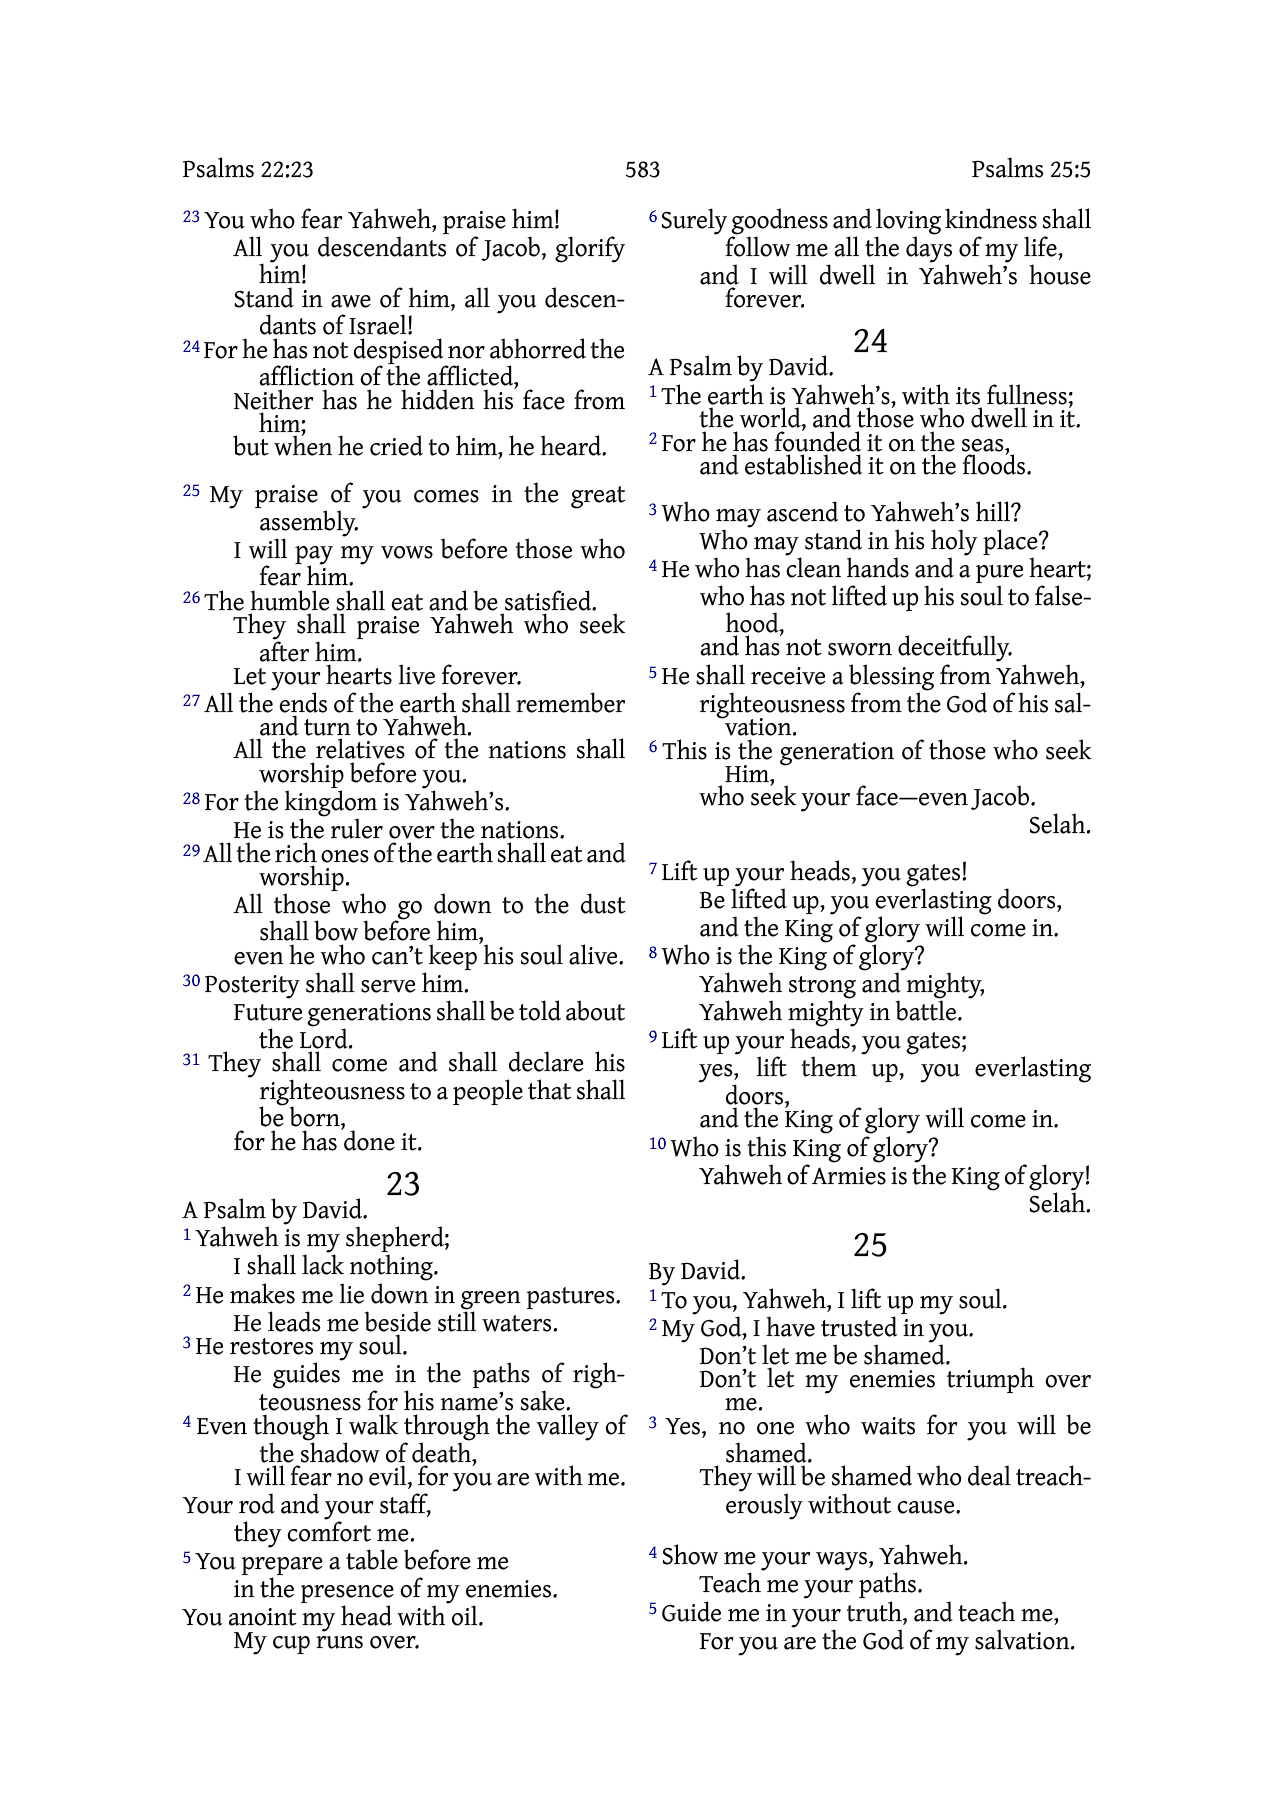 Psalms 22:23 583 Psalms 25:5
23 You who fear Yahweh, praise him!
All you descendants of Jacob, glorify
him!
Stand in awe of him, all you descen-
dants of Israel!
24 For he has not despised nor abhorred the
affliction of the afflicted,
Neither has he hidden his face from
him;
but when he cried to him, he heard.
25 My praise of you comes in the great
assembly.
I will pay my vows before those who
fear him.
26 The humble shall eat and be satisfied.
They shall praise Yahweh who seek
after him.
Let your hearts live forever.
27 All the ends of the earth shall remember
and turn to Yahweh.
All the relatives of the nations shall
worship before you.
28 For the kingdom is Yahweh’s.
He is the ruler over the nations.
29 All the rich ones of the earth shall eat and
worship.
All those who go down to the dust
shall bow before him,
even he who can’t keep his soul alive.
30 Posterity shall serve him.
Future generations shall be told about
the Lord.
31 They shall come and shall declare his
righteousness to a people that shall
be born,
for he has done it.
23
A Psalm by David.
1 Yahweh is my shepherd;
I shall lack nothing.
2 He makes me lie down in green pastures.
He leads me beside still waters.
3 He restores my soul.
He guides me in the paths of righ-
teousness for his name’s sake.
4 Even though I walk through the valley of
the shadow of death,
I will fear no evil, for you are with me.
Your rod and your staff,
they comfort me.
5 You prepare a table before me
in the presence of my enemies.
You anoint my head with oil.
My cup runs over.
6 Surely goodness and loving kindness shall
follow me all the days of my life,
and I will dwell in Yahweh’s house
forever.
24
A Psalm by David.
1 The earth is Yahweh’s, with its fullness;
the world, and those who dwell in it.
2 For he has founded it on the seas,
and established it on the floods.
3 Who may ascend to Yahweh’s hill?
Who may stand in his holy place?
4 He who has clean hands and a pure heart;
who has not lifted up his soul to false-
hood,
and has not sworn deceitfully.
5 He shall receive a blessing from Yahweh,
righteousness from the God of his sal-
vation.
6 This is the generation of those who seek
Him,
who seek your face—even Jacob.
Selah.
7 Lift up your heads, you gates!
Be lifted up, you everlasting doors,
and the King of glory will come in.
8 Who is the King of glory?
Yahweh strong and mighty,
Yahweh mighty in battle.
9 Lift up your heads, you gates;
yes, lift them up, you everlasting
doors,
and the King of glory will come in.
10 Who is this King of glory?
Yahweh of Armies is the King of glory!
Selah.
25
By David.
1 To you, Yahweh, I lift up my soul.
2 My God, I have trusted in you.
Don’t let me be shamed.
Don’t let my enemies triumph over
me.
3 Yes, no one who waits for you will be
shamed.
They will be shamed who deal treach-
erously without cause.
4 Show me your ways, Yahweh.
Teach me your paths.
5 Guide me in your truth, and teach me,
For you are the God of my salvation.